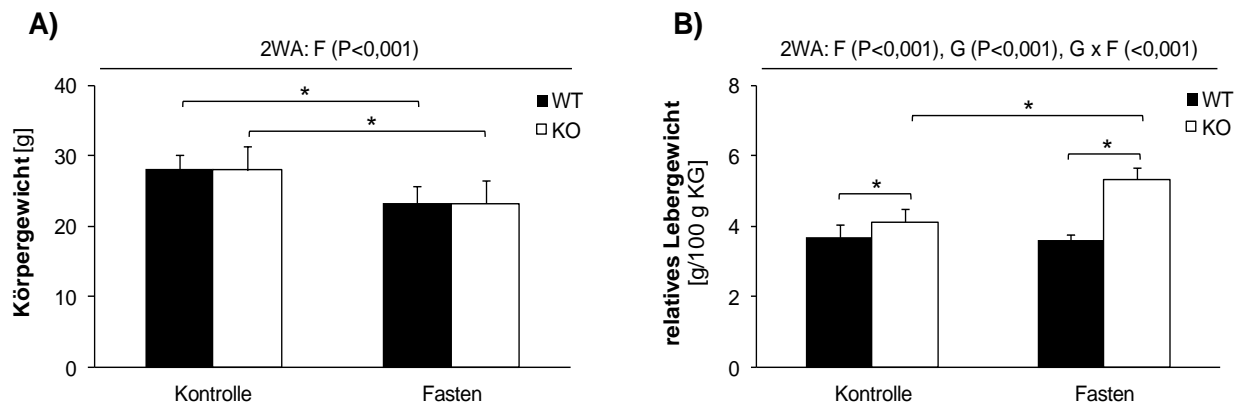 A)
2WA: F (P<0,001)
Körpergewicht [g]
40
30
20
10
0
*
*
WT
KO
Kontrolle
Fasten
B)
2WA: F (P<0,001), G (P<0,001), G x F (<0,001)
relatives Lebergewicht
[g/100 g KG]
8
6
4
2
0
*
*
*
WT
KO
Kontrolle
Fasten